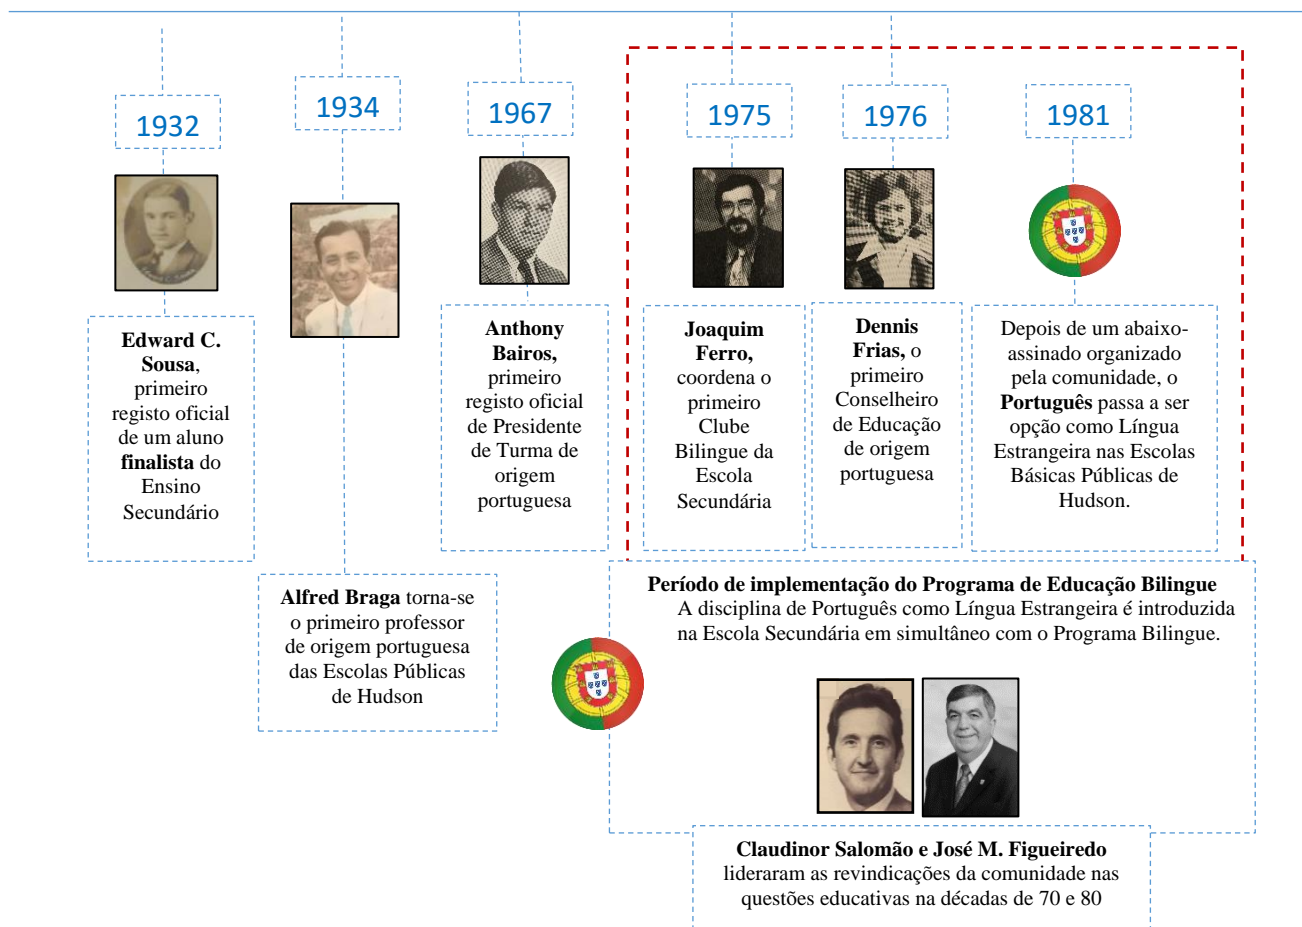 1932
1934
1967
1975
1976
1981
Edward C.
Sousa,
primeiro
registo oficial
de um aluno
finalista do
Ensino
Secundário
Alfred Braga torna-se
o primeiro professor
de origem portuguesa
das Escolas Públicas
de Hudson
Anthony
Bairos,
primeiro
registo oficial
de Presidente
de Turma de
origem
portuguesa
Joaquim
Ferro,
coordena o
primeiro
Clube
Bilingue da
Escola
Secundária
Dennis
Frias, o
primeiro
Conselheiro
de Educação
de origem
portuguesa
Depois de um abaixo-
assinado organizado
pela comunidade, o
Português passa a ser
opção como Língua
Estrangeira nas Escolas
Básicas Públicas de
Hudson.
Período de implementação do Programa de Educação Bilingue
A disciplina de Português como Língua Estrangeira é introduzida
na Escola Secundária em simultâneo com o Programa Bilingue.
Claudinor Salomão e José M. Figueiredo
lideraram as revindicações da comunidade nas
questões educativas na décadas de 70 e 80